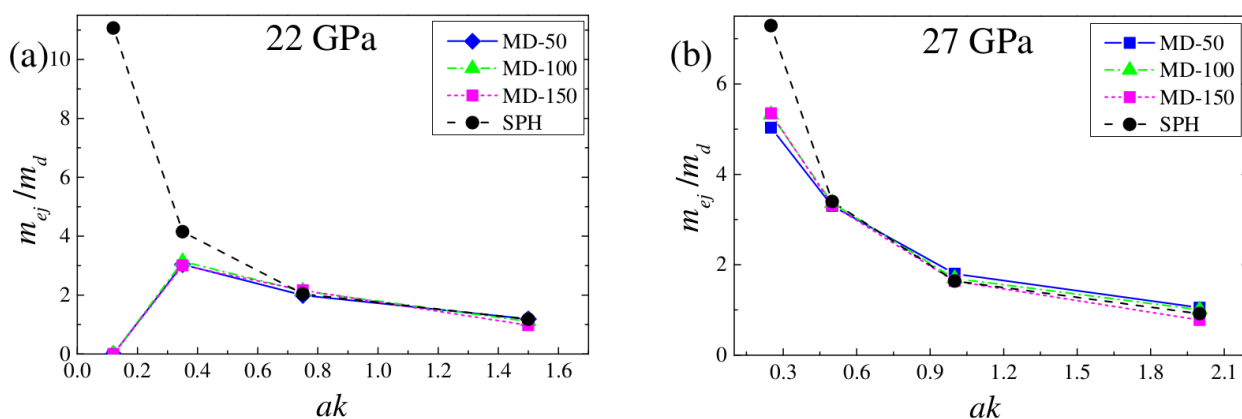 (a)
22 GPa
MD-50
MD-100
MD-150
SPH
10
8
6
4
2
0
m_ej/m_d
0.0 0.2 0.4 0.6 0.8 1.0 1.2 1.4 1.6
ak
(b)
27 GPa
MD-50
MD-100
MD-150
SPH
6
4
2
0
m_ej/m_d
0.3 0.6 0.9 1.2 1.5 1.8 2.1
ak